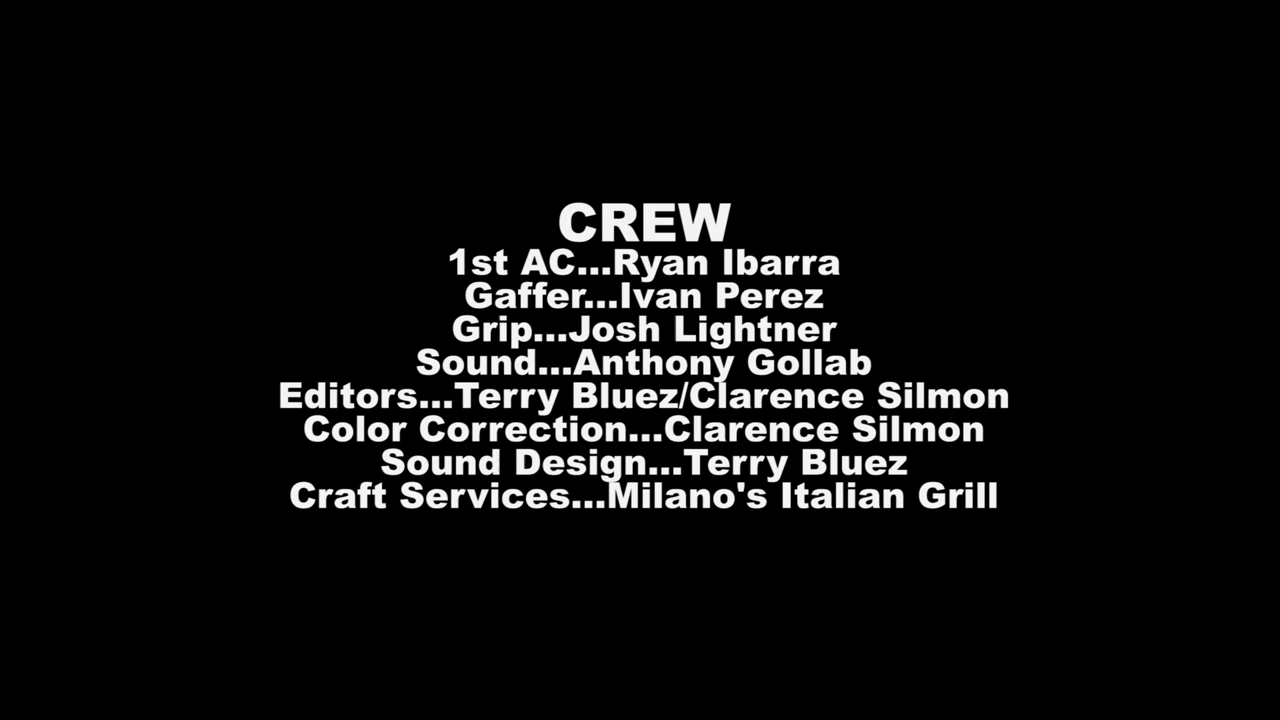 CREW
1st AC...Ryan Ibarra
Gaffer...Ivan Perez
Grip...Josh Lightner
Sound...Anthony Gollab
Editors...Terry Bluez/Clarence Silmon
Color Correction...Clarence Silmon
Sound Design...Terry Bluez
Craft Services...Milano's Italian Grill